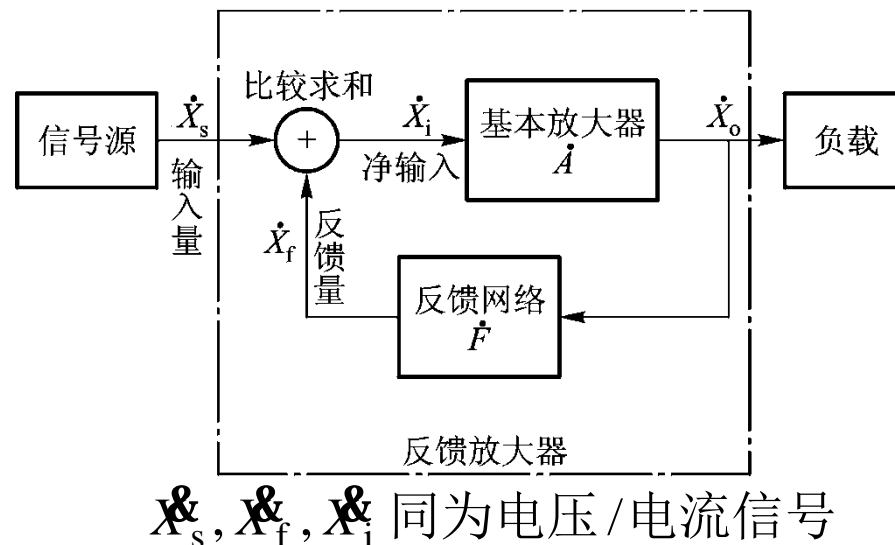 比较求和
信号源
Ẋs
+
Ẋi
基本放大器
Ȧ
Ẋo
负载
输入量
净输入
Ẋf
反馈量
反馈网络
Ḟ
反馈放大器
X&s, X&f, X&i 同为电压/电流信号